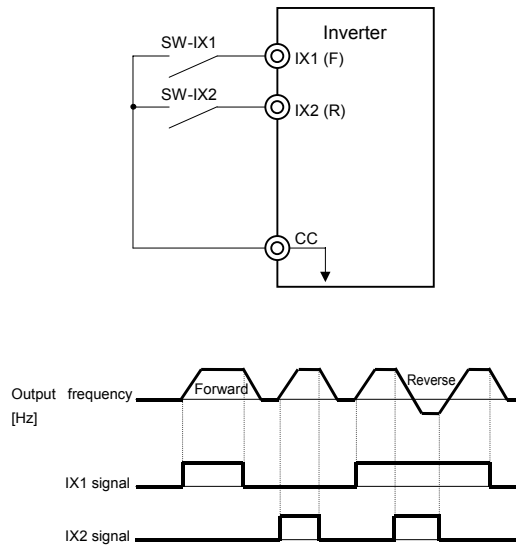 Inverter
SW-IX1
IX1 (F)
SW-IX2
IX2 (R)
CC
Output frequency
[Hz]
Forward
Reverse
IX1 signal
IX2 signal